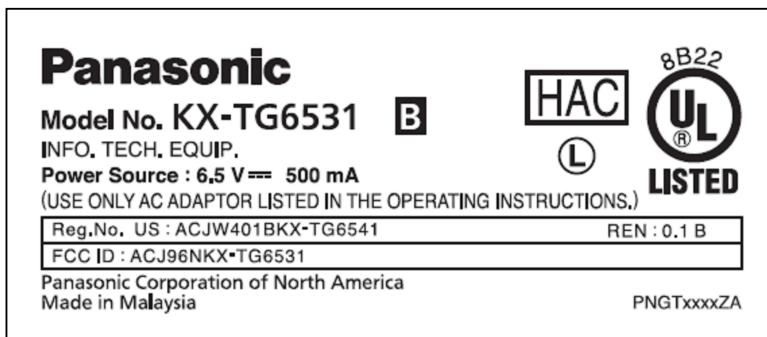 Panasonic
Model No. KX-TG6531 B
INFO. TECH. EQUIP.
Power Source : 6.5 V⎓ 500 mA
(USE ONLY AC ADAPTOR LISTED IN THE OPERATING INSTRUCTIONS.)
HAC
L
8B22
UL
®
LISTED
Reg.No. US : ACJW401BKX-TG6541 REN : 0.1 B
FCC ID : ACJ96NKX-TG6531
Panasonic Corporation of North America
Made in Malaysia PNGTxxxxZA